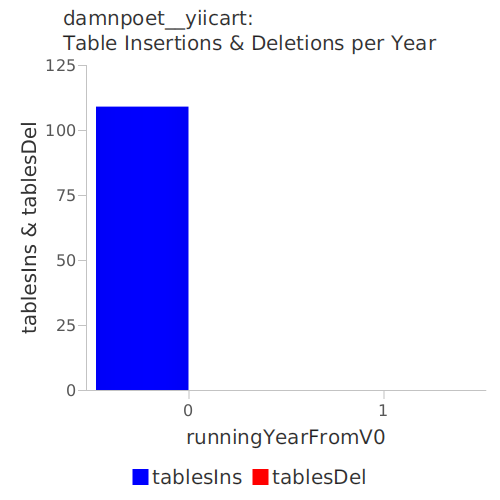 damnpoet__yiicart:
Table Insertions & Deletions per Year
tablesIns & tablesDel
125
100
75
50
25
0
0 1
runningYearFromV0
tablesIns tablesDel